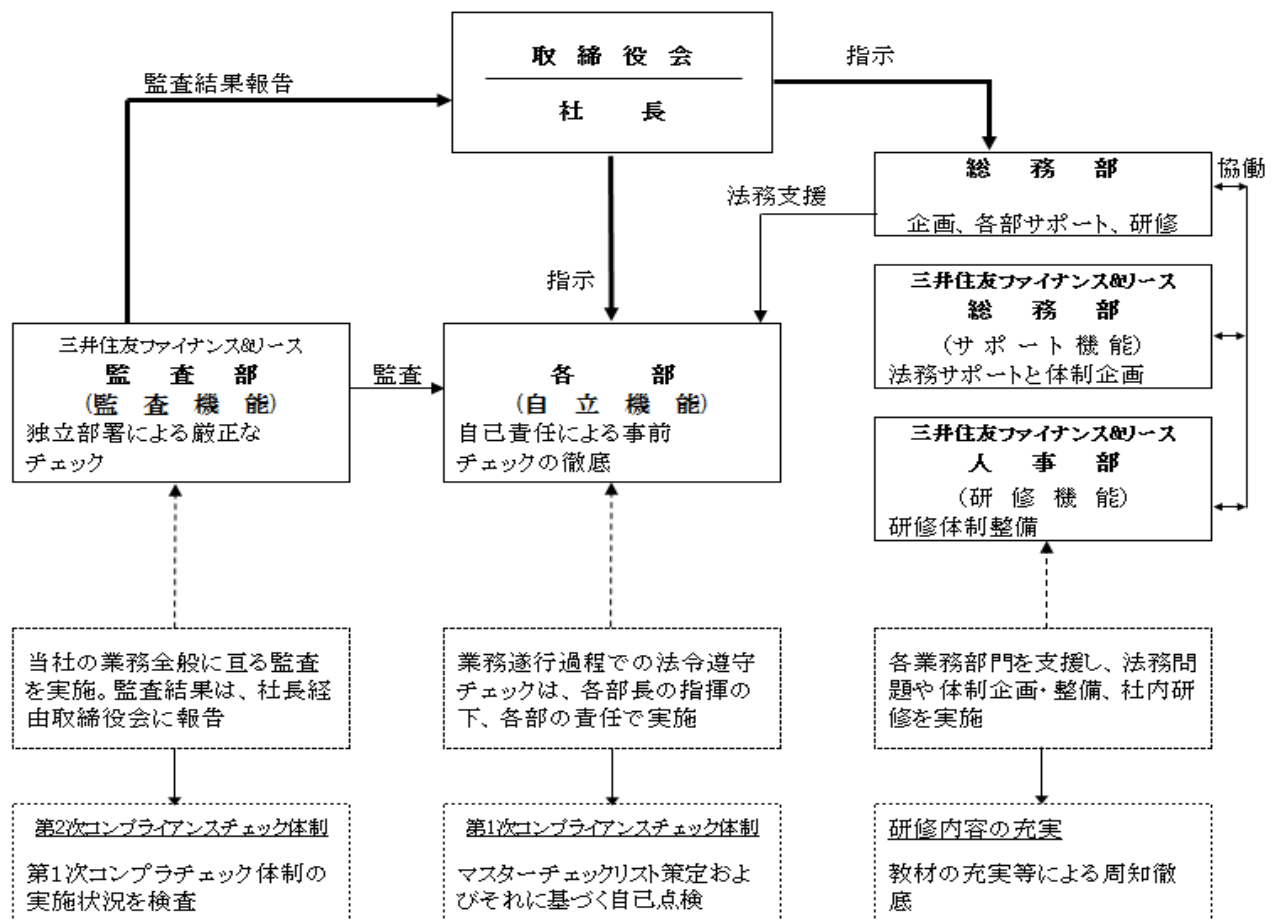 取締役会
社長
指示
監査結果報告
総務部
企画、各部サポート、研修
協働
法務支援
指示
三井住友ファイナンス&リース
総務部
(サポート機能)
法務サポートと体制企画
三井住友ファイナンス&リース
監査部
(監査機能)
独立部署による厳正な
チェック
監査
各部
(自立機能)
自己責任による事前
チェックの徹底
三井住友ファイナンス&リース
人事部
(研修機能)
研修体制整備
当社の業務全般に亘る監査
を実施。監査結果は、社長経
由取締役会に報告
業務遂行過程での法令遵守
チェックは、各部長の指揮の
下、各部の責任で実施
各業務部門を支援し、法務問
題や体制企画・整備、社内研
修を実施
第2次コンプライアンスチェック体制
第1次コンプラチェック体制の
実施状況を検査
第1次コンプライアンスチェック体制
マスターチェックリスト策定およ
びそれに基づく自己点検
研修内容の充実
教材の充実等による周知徹
底